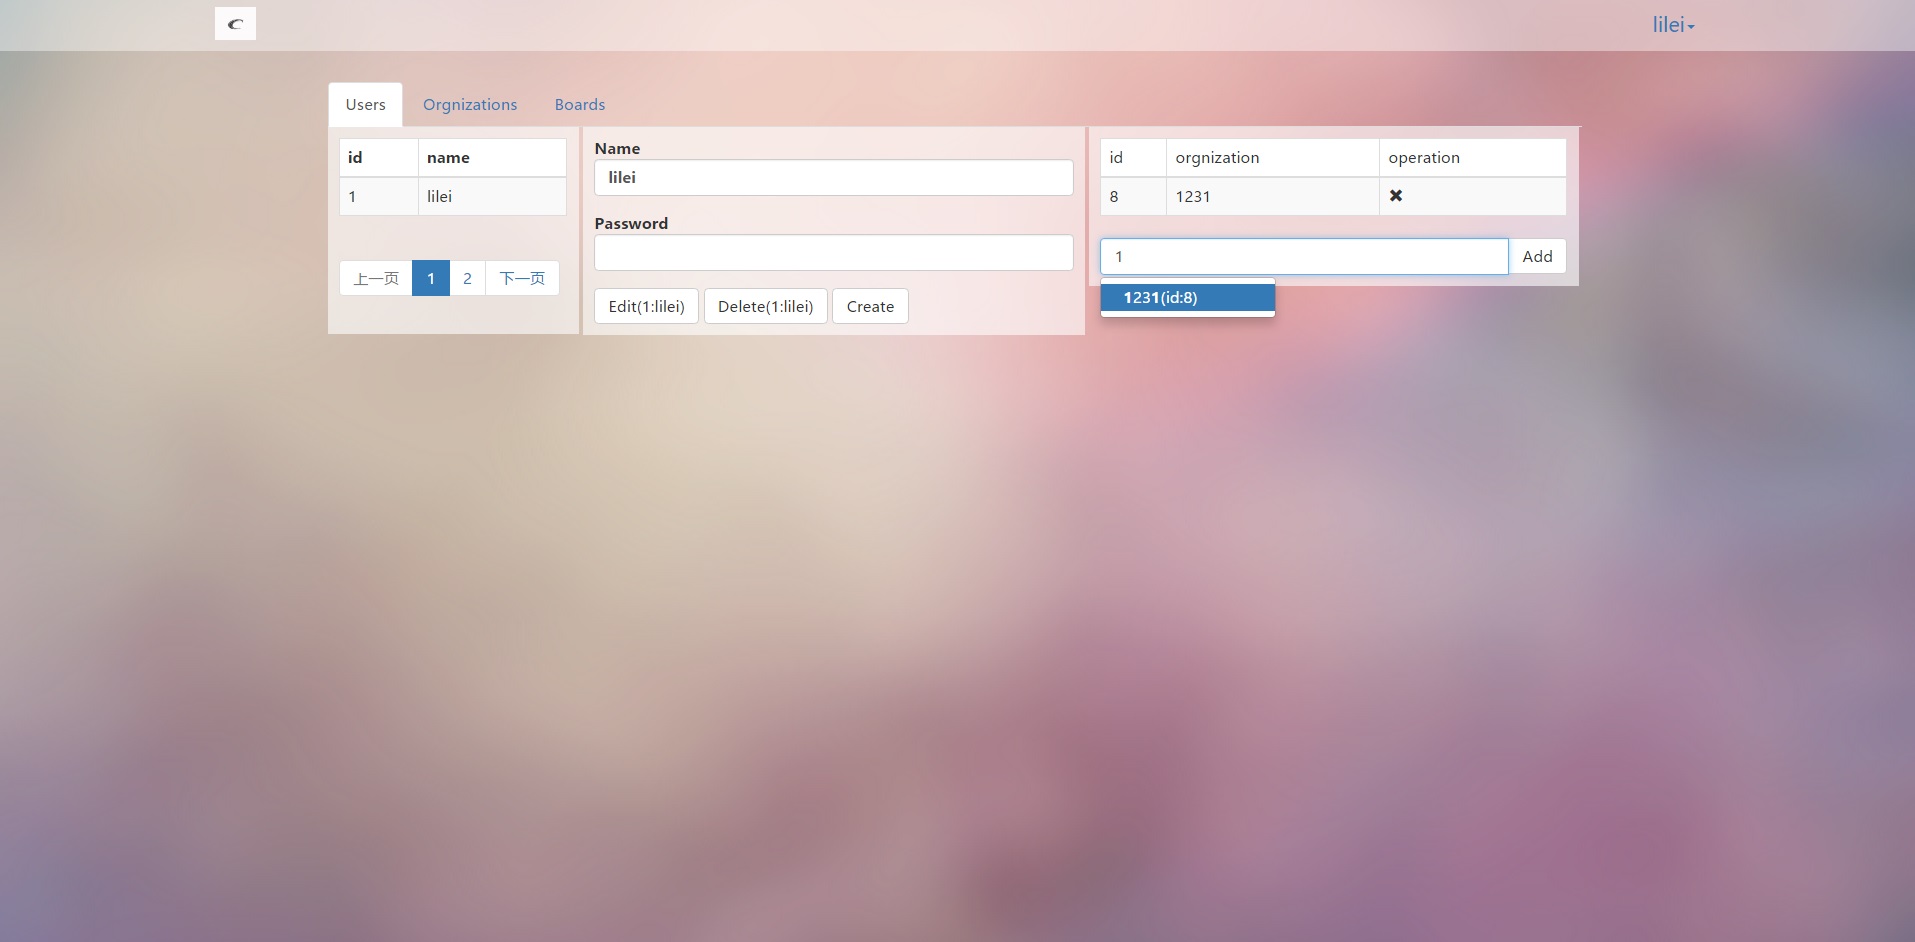 lilei
Users Orgnizations Boards
id name
1 lilei
上一页 1 2 下一页
Name
lilei
Password
Edit(1:lilei) Delete(1:lilei) Create
id orgnization operation
8 1231 ✖
1 Add
1231(id:8)